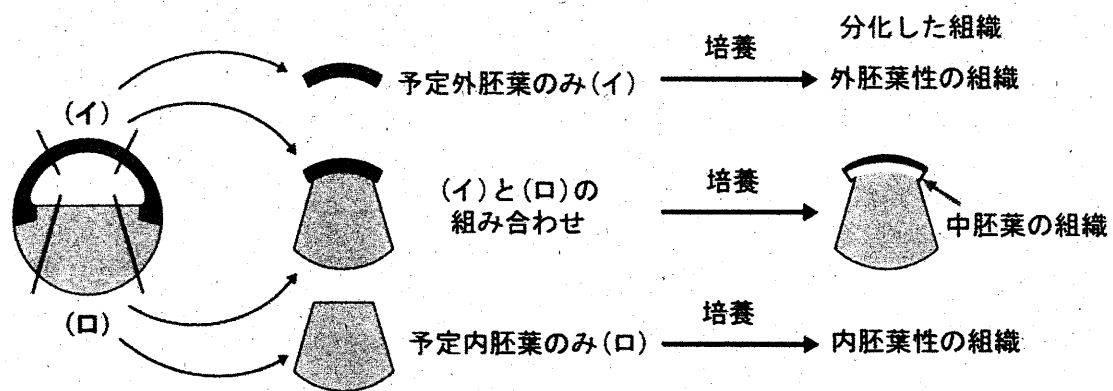 分化した組織
(イ)
予定外胚葉のみ(イ)
培養
外胚葉性の組織
(イ)と(ロ)の
組み合わせ
培養
中胚葉の組織
(ロ)
予定内胚葉のみ(ロ)
培養
内胚葉性の組織